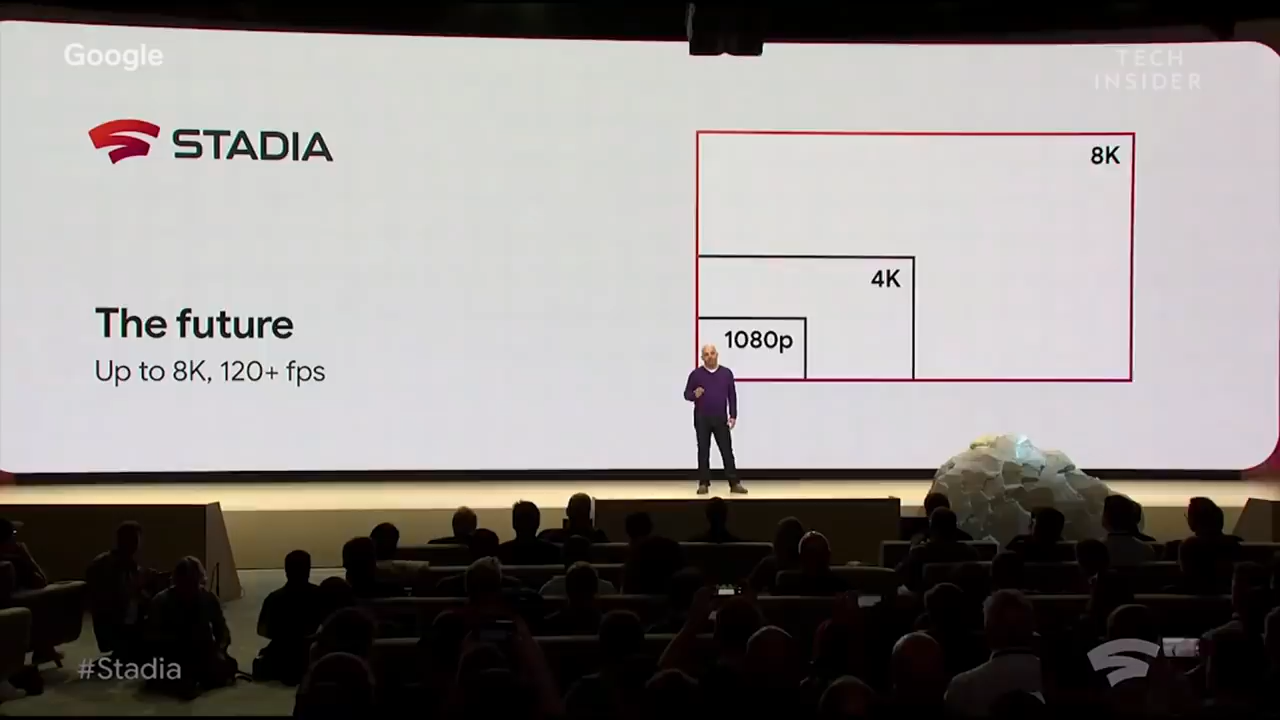 Google
TECH
INSIDER
STADIA
8K
4K
The future
1080p
Up to 8K, 120+ fps
#Stadia